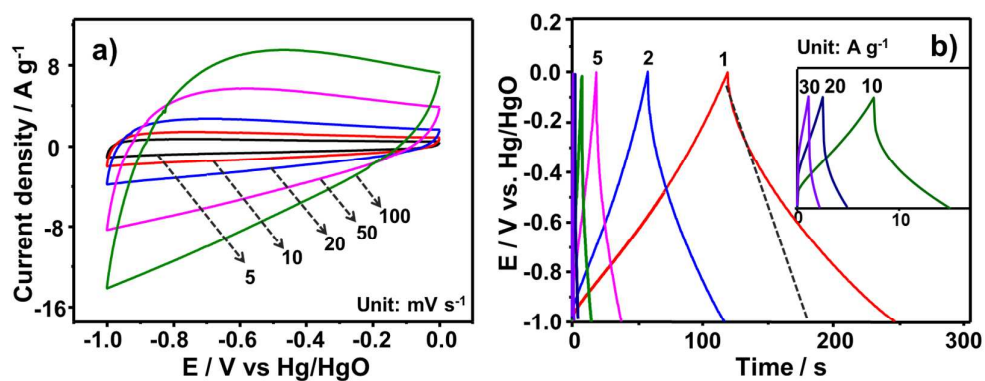 a)
Current density / A g-1
8
0
-8
-16
5
10
20
50
100
Unit: mV s-1
-1.0 -0.8 -0.6 -0.4 -0.2 0.0
E / V vs Hg/HgO
b)
E / V vs. Hg/HgO
-0.2
0.0
-0.2
-0.4
-0.6
-0.8
-1.0
5 2 1
Unit: A g-1
30 20 10
0 10
0 100 200 300
Time / s